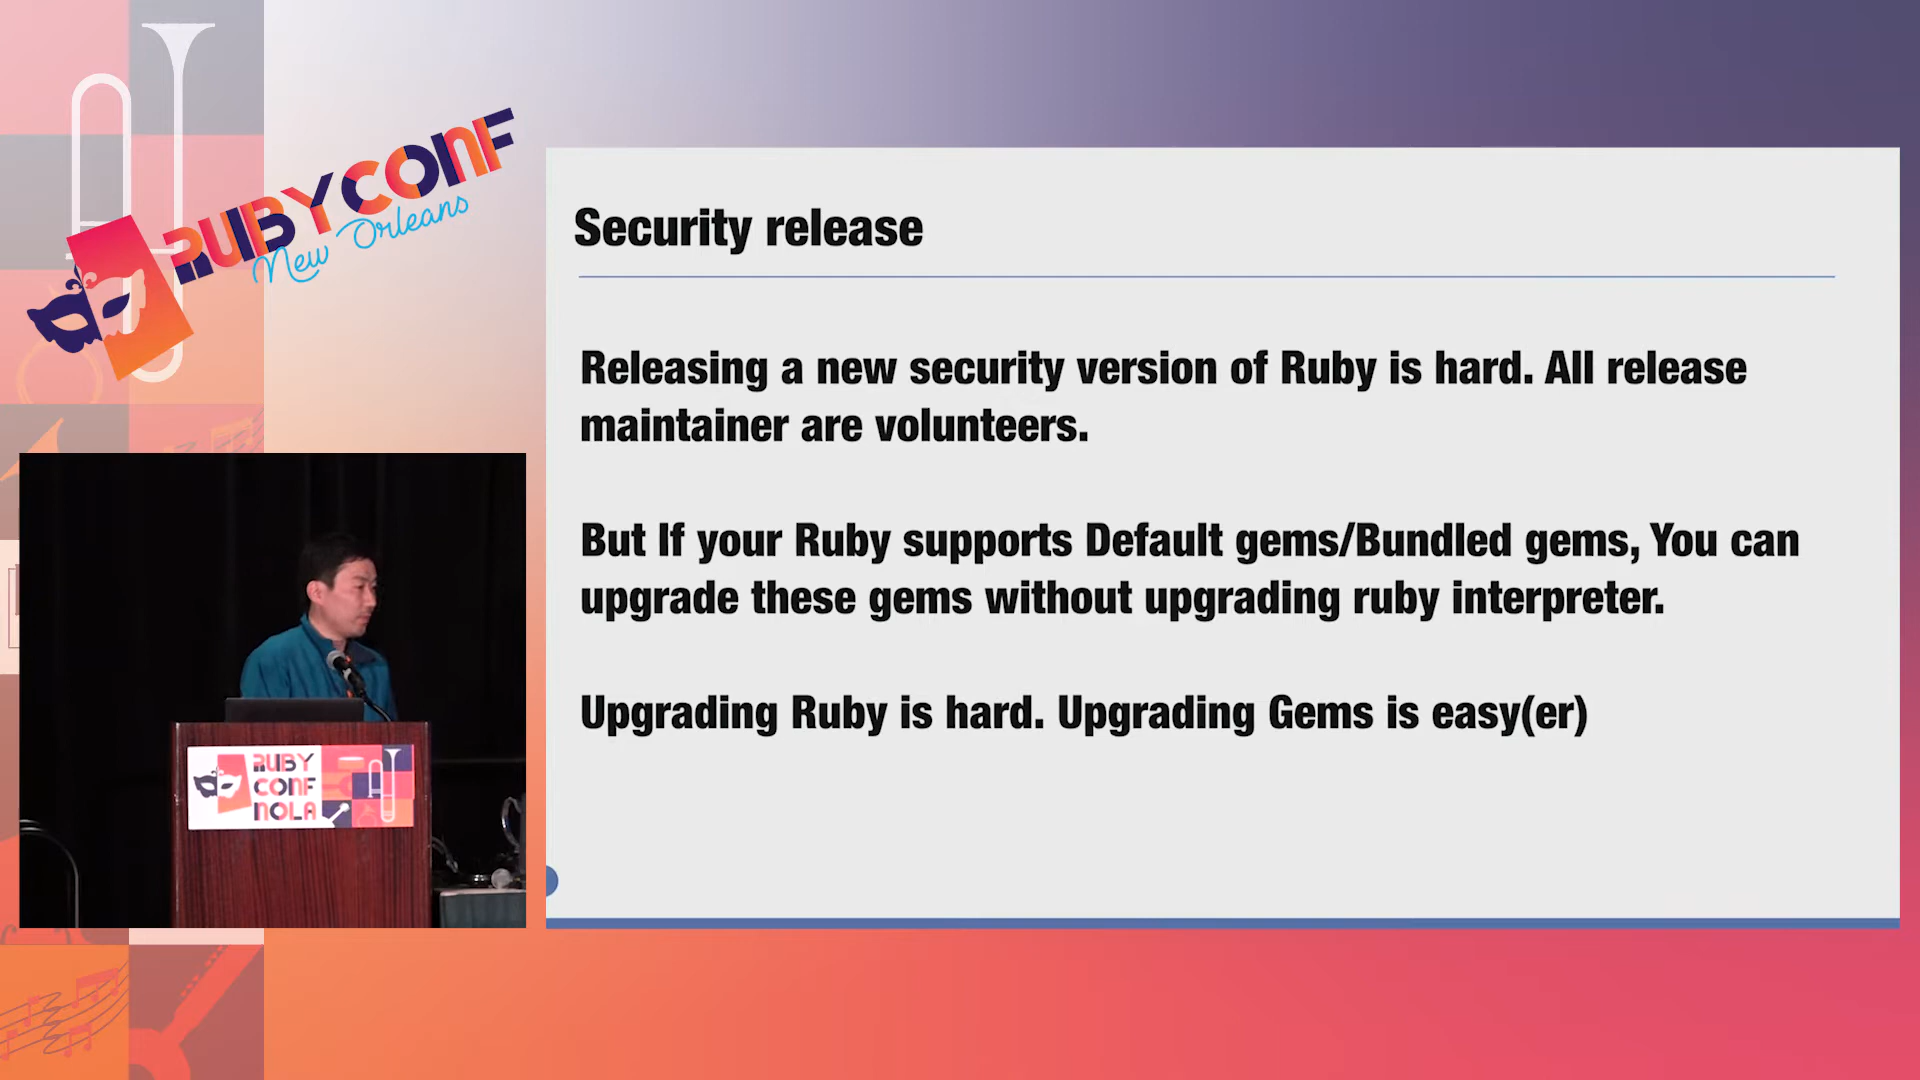 RUBYCONF
New Orleans
Security release
Releasing a new security version of Ruby is hard. All release
maintainer are volunteers.
But If your Ruby supports Default gems/Bundled gems, You can
upgrade these gems without upgrading ruby interpreter.
Upgrading Ruby is hard. Upgrading Gems is easy(er)
RUBY
CONF
NOLA